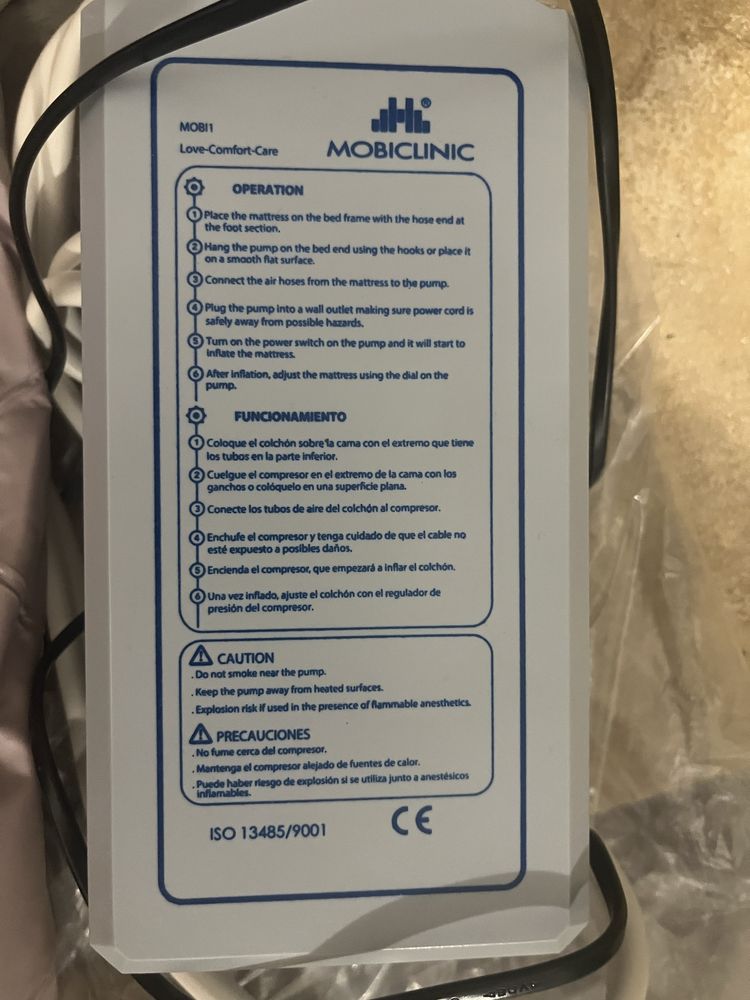 MOBI1
Love-Comfort-Care
®
MOBICLINIC
OPERATION
1 Place the mattress on the bed frame with the hose end at
the foot section.
2 Hang the pump on the bed end using the hooks or place it
on a smooth flat surface.
3 Connect the air hoses from the mattress to the pump.
4 Plug the pump into a wall outlet making sure power cord is
safely away from possible hazards.
5 Turn on the power switch on the pump and it will start to
inflate the mattress.
6 After inflation, adjust the mattress using the dial on the
pump.
FUNCIONAMIENTO
1 Coloque el colchón sobre la cama con el extremo que tiene
los tubos en la parte inferior.
2 Cuelgue el compresor en el extremo de la cama con los
ganchos o colóquelo en una superficie plana.
3 Conecte los tubos de aire del colchón al compresor.
4 Enchufe el compresor y tenga cuidado de que el cable no
esté expuesto a posibles daños.
5 Encienda el compresor, que empezará a inflar el colchón.
6 Una vez inflado, ajuste el colchón con el regulador de
presión del compresor.
CAUTION
. Do not smoke near the pump.
. Keep the pump away from heated surfaces.
. Explosion risk if used in the presence of flammable anesthetics.
PRECAUCIONES
. No fume cerca del compresor.
. Mantenga el compresor alejado de fuentes de calor.
. Puede haber riesgo de explosión si se utiliza junto a anestésicos
inflamables.
ISO 13485/9001 CE